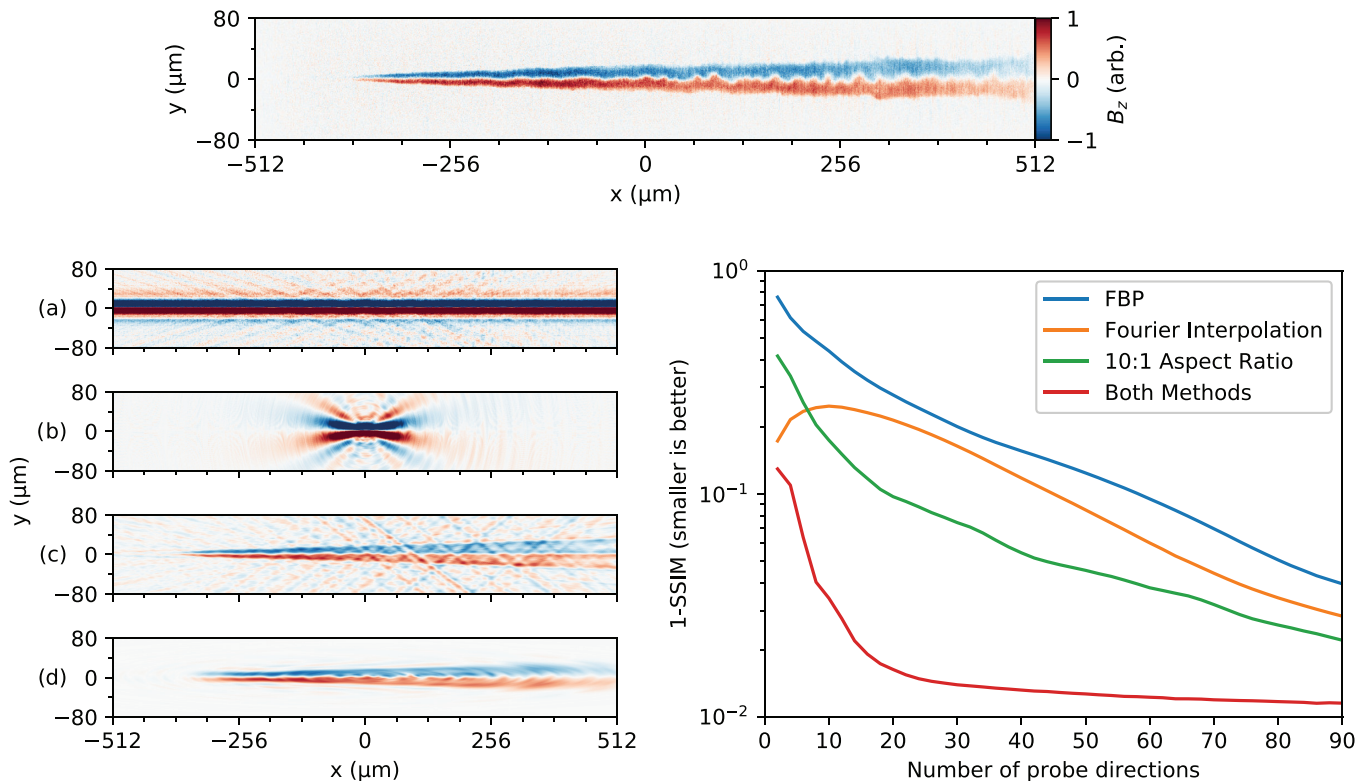 80
0
−80
y (μm)
−512
−256
0
256
512
x (μm)
1
0
−1
B_z (arb.)
80
(a)
0
−80
80
(b)
0
−80
80
(c)
0
−80
80
(d)
0
−80
y (μm)
−512
−256
0
256
512
x (μm)
10^0
10^−1
10^−2
1-SSIM (smaller is better)
FBP
Fourier Interpolation
10:1 Aspect Ratio
Both Methods
0
10
20
30
40
50
60
70
80
90
Number of probe directions